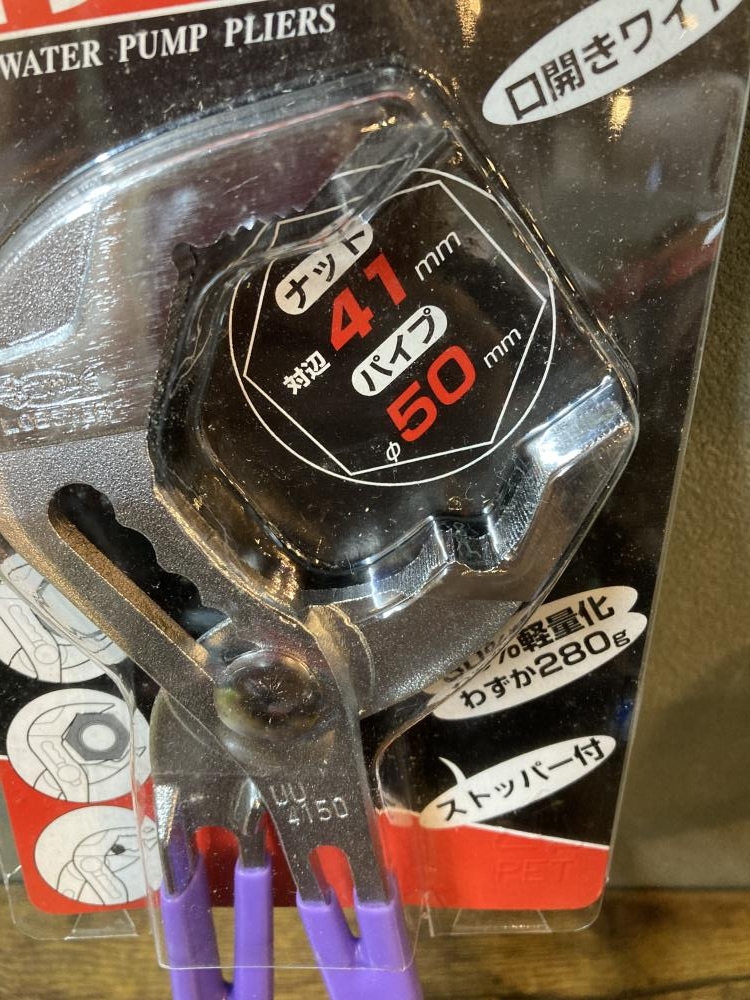 WATER PUMP PLIERS
口開きワイ
ナット
対辺 41 mm
パイプ
φ 50 mm
%軽量化
わずか280g
ストッパー付
4150
PET